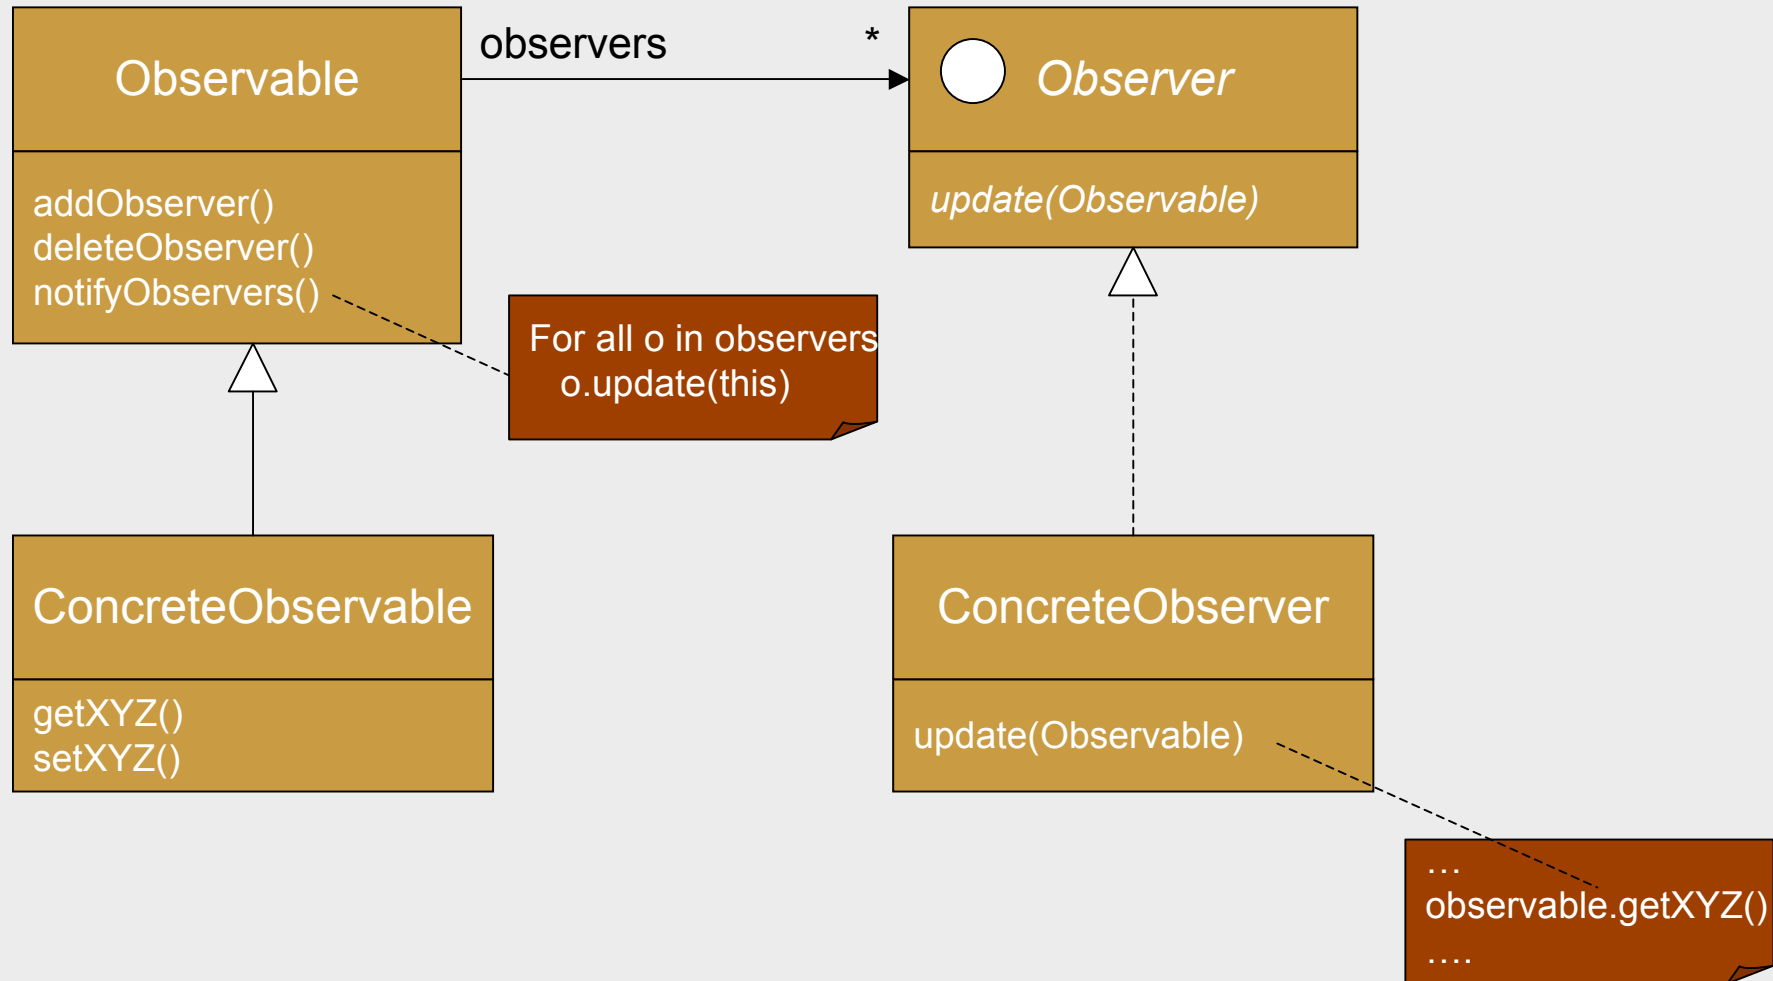 Observable
observers
*
Observer
addObserver()
deleteObserver()
notifyObservers()
update(Observable)
For all o in observers
o.update(this)
ConcreteObservable
ConcreteObserver
getXYZ()
setXYZ()
update(Observable)
…
observable.getXYZ()
….